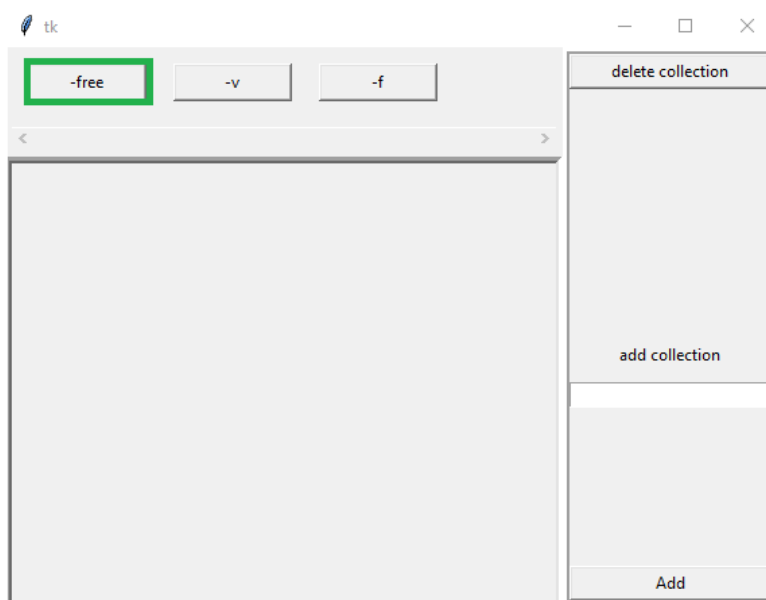 tk
-free
-v
-f
delete collection
add collection
Add